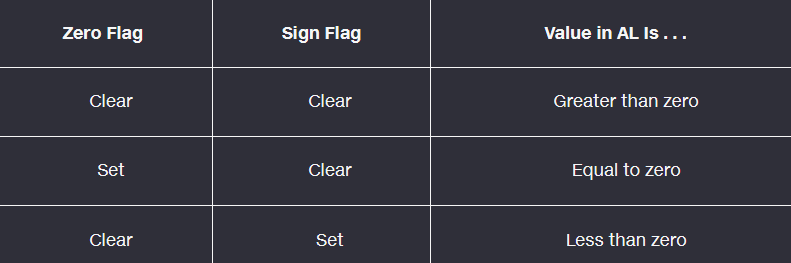 Zero Flag Sign Flag Value in AL Is . . .
Clear Clear Greater than zero
Set Clear Equal to zero
Clear Set Less than zero